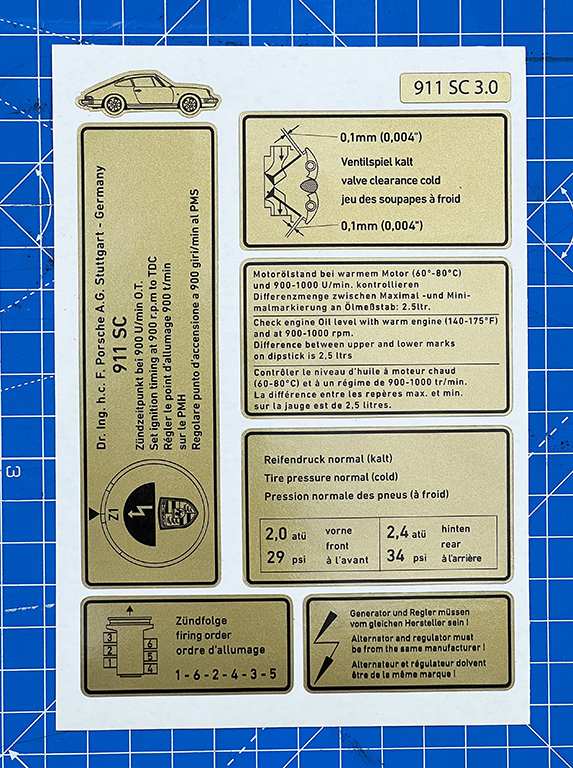 911 SC 3.0
Dr. Ing. h.c. F. Porsche A.G. Stuttgart - Germany
911 SC
Zündzeitpunkt bei 900 U/min O.T.
Set ignition timing at 900 r.p.m to TDC
Régler le point d'allumage 900 t/min
sur le PMH
Regolare punto d'accensione a 900 giri/min al PMS
Z1
0,1mm (0,004")
Ventilspiel kalt
valve clearance cold
jeu des soupapes à froid
0,1mm (0,004")
Motorölstand bei warmem Motor (60°-80°C)
und 900-1000 U/min. kontrollieren
Differenzmenge zwischen Maximal -und Mini-
malmarkierung an Ölmeßstab: 2.5ltr.
Check engine Oil level with warm engine (140-175°F)
and at 900-1000 rpm.
Difference between upper and lower marks
on dipstick is 2,5 ltrs
Contrôler le niveau d'huile à moteur chaud
(60-80°C) et à un régime de 900-1000 tr/min.
La différence entre les repères max. et min.
sur la jauge est de 2,5 litres.
Reifendruck normal (kalt)
Tire pressure normal (cold)
Pression normale des pneus (à froid)
2,0 atü vorne
front
29 psi à l'avant
2,4 atü hinten
rear
34 psi à l'arrière
Zündfolge
firing order
ordre d'allumage
1-6-2-4-3-5
3
2
1
6
5
4
Generator und Regler müssen
vom gleichen Hersteller sein !
Alternator and regulator must
be from the same manufacturer !
Alternateur et régulateur doivent
être de la même marque !
3